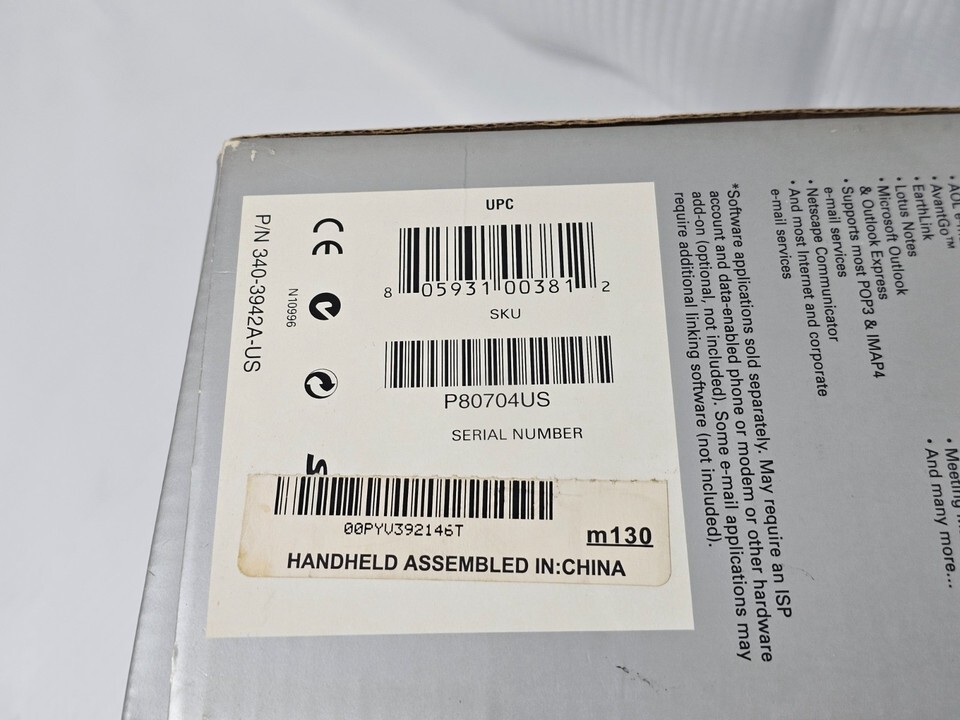 UPC
8 05931 00381 2
SKU
P80704US
SERIAL NUMBER
00PYV392146T
m130
HANDHELD ASSEMBLED IN:CHINA
CE
N10996
P/N 340-3942A-US
• AvantGo™
• EarthLink
• Lotus Notes
• Microsoft Outlook
& Outlook Express
• Supports most POP3 & IMAP4
e-mail services
• Netscape Communicator
• And most Internet and corporate
e-mail services
*Software applications sold separately. May require an ISP
account and data-enabled phone or modem or other hardware
add-on (optional, not included). Some e-mail applications may
require additional linking software (not included).
• Meeting
• And many more...